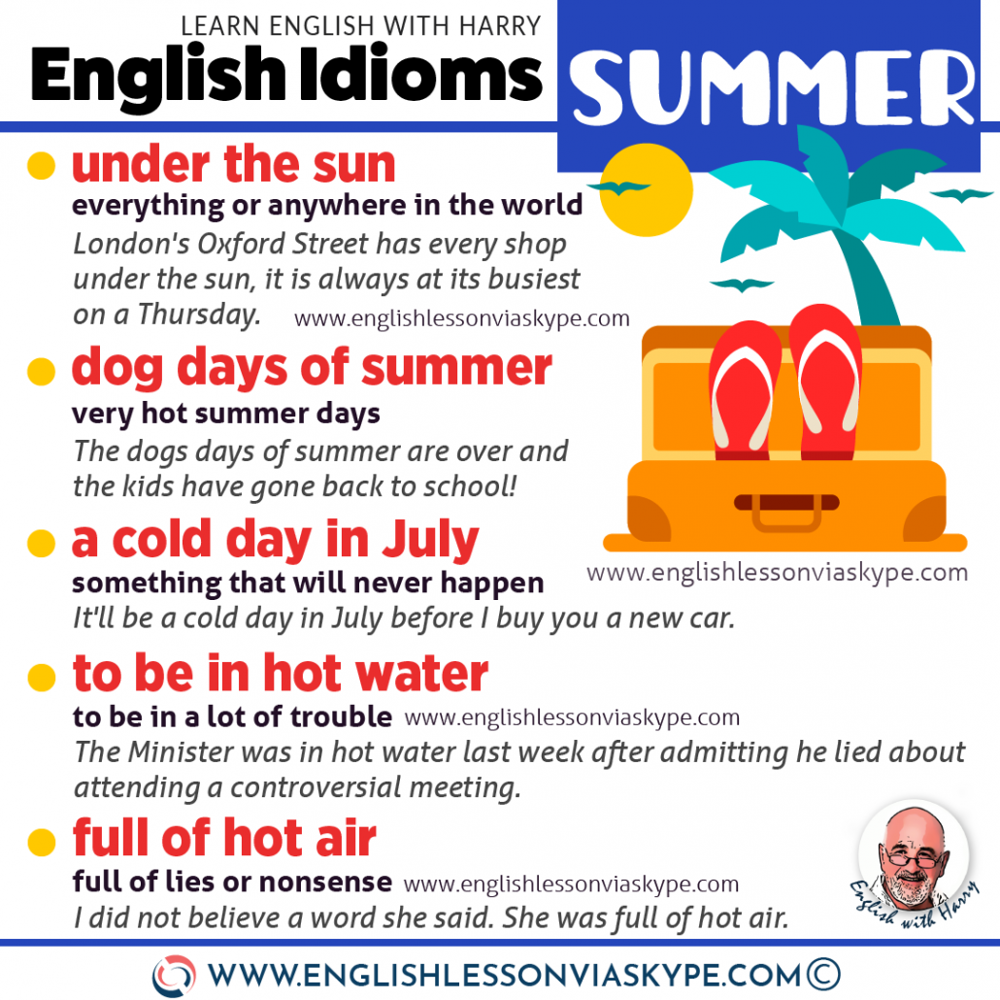 LEARN ENGLISH WITH HARRY
English Idioms
SUMMER
under the sun
everything or anywhere in the world
London's Oxford Street has every shop
under the sun, it is always at its busiest
on a Thursday. www.englishlessonviaskype.com
dog days of summer
very hot summer days
The dogs days of summer are over and
the kids have gone back to school!
a cold day in July
something that will never happen
www.englishlessonviaskype.com
It'll be a cold day in July before I buy you a new car.
to be in hot water
to be in a lot of trouble www.englishlessonviaskype.com
The Minister was in hot water last week after admitting he lied about
attending a controversial meeting.
full of hot air
full of lies or nonsense www.englishlessonviaskype.com
I did not believe a word she said. She was full of hot air.
English with Harry
WWW.ENGLISHLESSONVIASKYPE.COM©